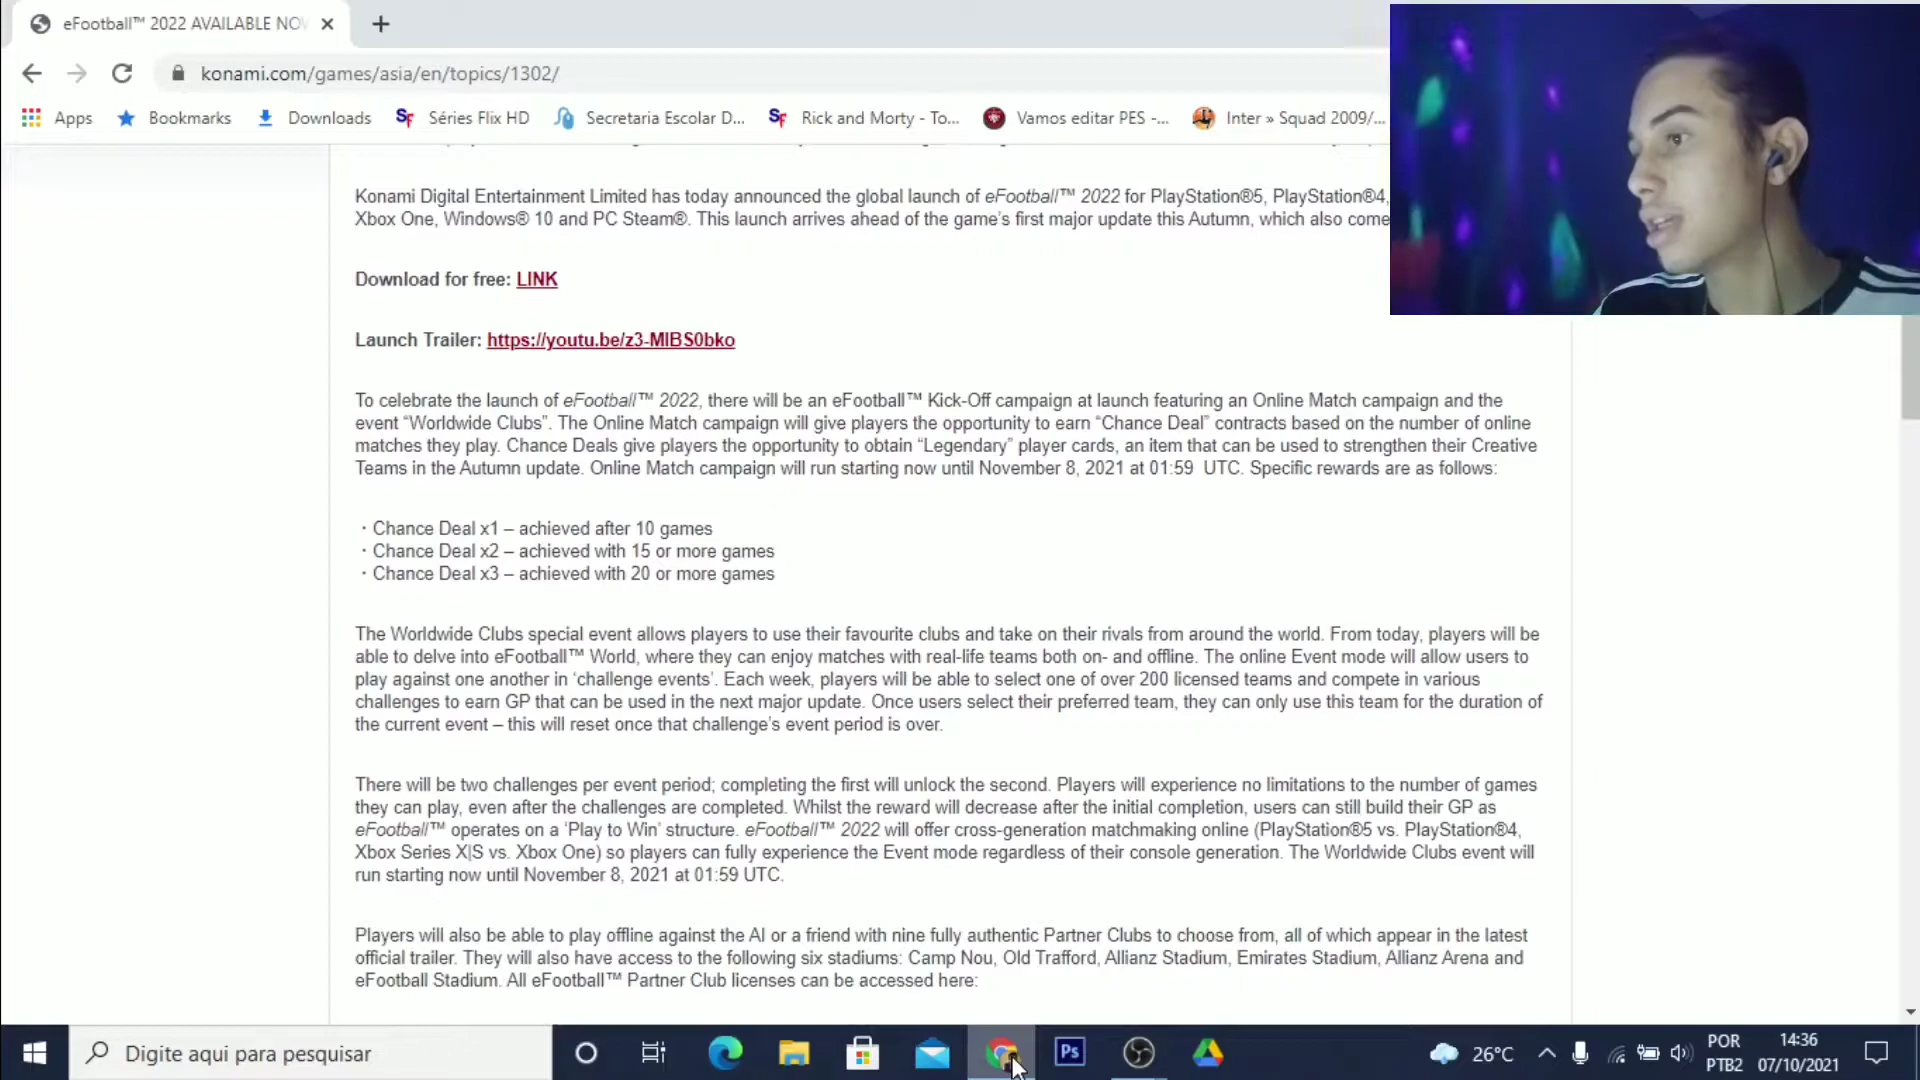 eFootball™ 2022 AVAILABLE NOV
konami.com/games/asia/en/topics/1302/
Apps
Bookmarks
Downloads
Séries Flix HD
Secretaria Escolar D...
Rick and Morty - To...
Vamos editar PES -...
Inter » Squad 2009/...
Konami Digital Entertainment Limited has today announced the global launch of eFootball™ 2022 for PlayStation®5, PlayStation®4,
Xbox One, Windows® 10 and PC Steam®. This launch arrives ahead of the game's first major update this Autumn, which also come
Download for free: LINK
Launch Trailer: https://youtu.be/z3-MIBS0bko
To celebrate the launch of eFootball™ 2022, there will be an eFootball™ Kick-Off campaign at launch featuring an Online Match campaign and the
event “Worldwide Clubs”. The Online Match campaign will give players the opportunity to earn “Chance Deal” contracts based on the number of online
matches they play. Chance Deals give players the opportunity to obtain “Legendary” player cards, an item that can be used to strengthen their Creative
Teams in the Autumn update. Online Match campaign will run starting now until November 8, 2021 at 01:59 UTC. Specific rewards are as follows:
・Chance Deal x1 – achieved after 10 games
・Chance Deal x2 – achieved with 15 or more games
・Chance Deal x3 – achieved with 20 or more games
The Worldwide Clubs special event allows players to use their favourite clubs and take on their rivals from around the world. From today, players will be
able to delve into eFootball™ World, where they can enjoy matches with real-life teams both on- and offline. The online Event mode will allow users to
play against one another in ‘challenge events’. Each week, players will be able to select one of over 200 licensed teams and compete in various
challenges to earn GP that can be used in the next major update. Once users select their preferred team, they can only use this team for the duration of
the current event – this will reset once that challenge’s event period is over.
There will be two challenges per event period; completing the first will unlock the second. Players will experience no limitations to the number of games
they can play, even after the challenges are completed. Whilst the reward will decrease after the initial completion, users can still build their GP as
eFootball™ operates on a ‘Play to Win’ structure. eFootball™ 2022 will offer cross-generation matchmaking online (PlayStation®5 vs. PlayStation®4,
Xbox Series X|S vs. Xbox One) so players can fully experience the Event mode regardless of their console generation. The Worldwide Clubs event will
run starting now until November 8, 2021 at 01:59 UTC.
Players will also be able to play offline against the AI or a friend with nine fully authentic Partner Clubs to choose from, all of which appear in the latest
official trailer. They will also have access to the following six stadiums: Camp Nou, Old Trafford, Allianz Stadium, Emirates Stadium, Allianz Arena and
eFootball Stadium. All eFootball™ Partner Club licenses can be accessed here:
Digite aqui para pesquisar
Ps
26°C
POR
PTB2
14:36
07/10/2021